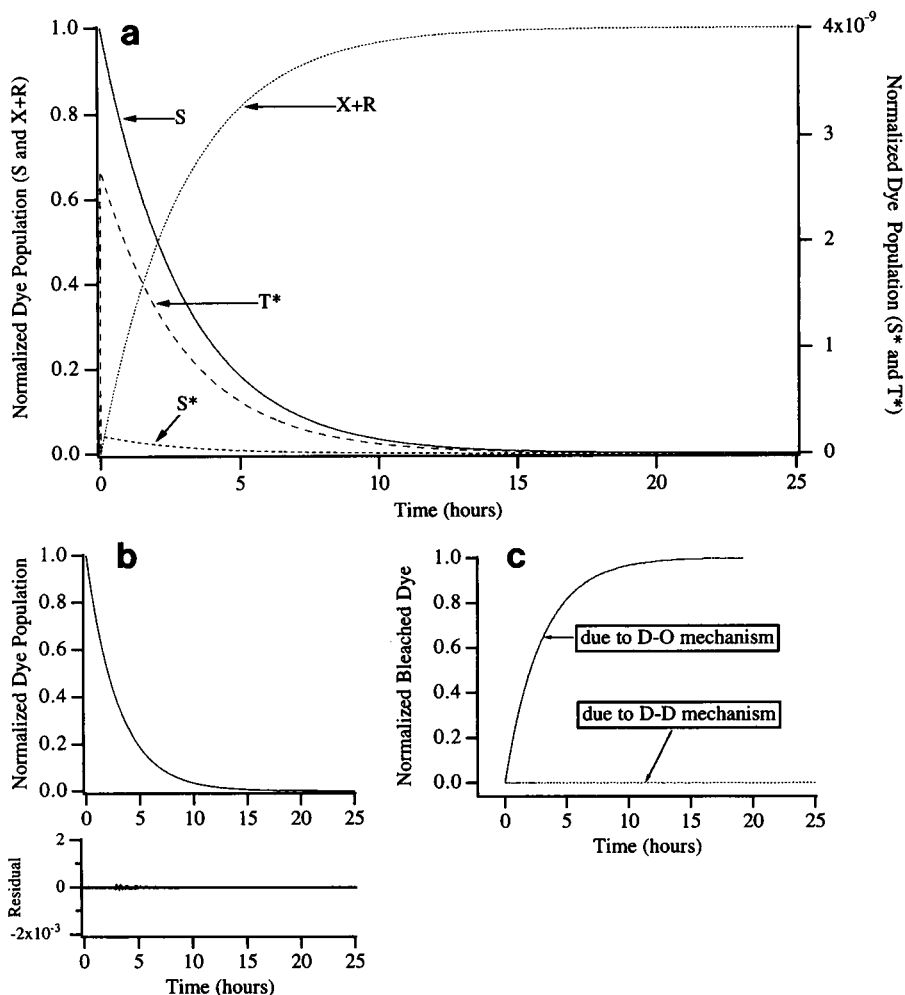 a
Normalized Dye Population (S and X+R)
1.0
0.8
0.6
0.4
0.2
0.0
S
X+R
T*
S*
4x10-9
3
2
1
0
Normalized Dye Population (S* and T*)
0 5 10 15 20 25
Time (hours)
b
Normalized Dye Population
1.0
0.8
0.6
0.4
0.2
0.0
0 5 10 15 20 25
Residual
2
0
-2x10-3
0 5 10 15 20 25
Time (hours)
c
Normalized Bleached Dye
1.0
0.8
0.6
0.4
0.2
0.0
due to D-O mechanism
due to D-D mechanism
0 5 10 15 20 25
Time (hours)